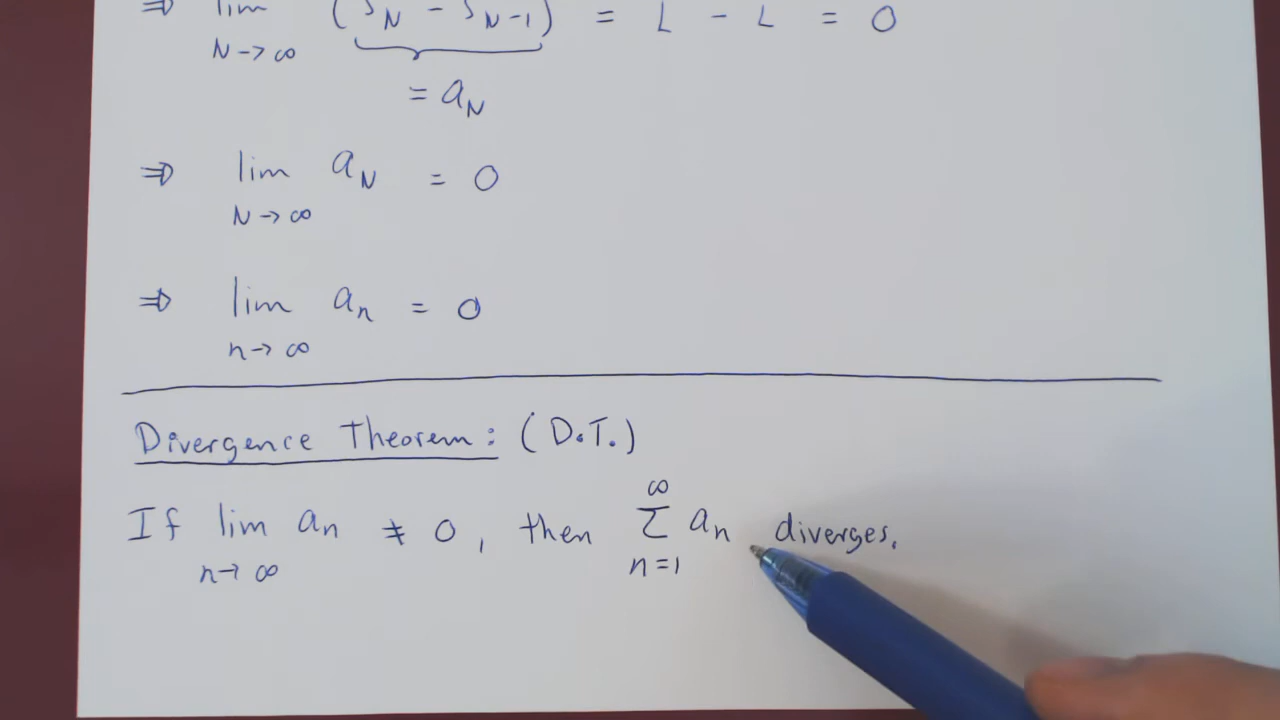 ⇒ lim (S_N - S_{N-1}) = L - L = 0
N→∞
= a_N
⇒ lim a_N = 0
N→∞
⇒ lim a_n = 0
n→∞
Divergence Theorem: (D.T.)
If lim a_n ≠ 0, then ∞ Σ n=1 a_n diverges.
n→∞